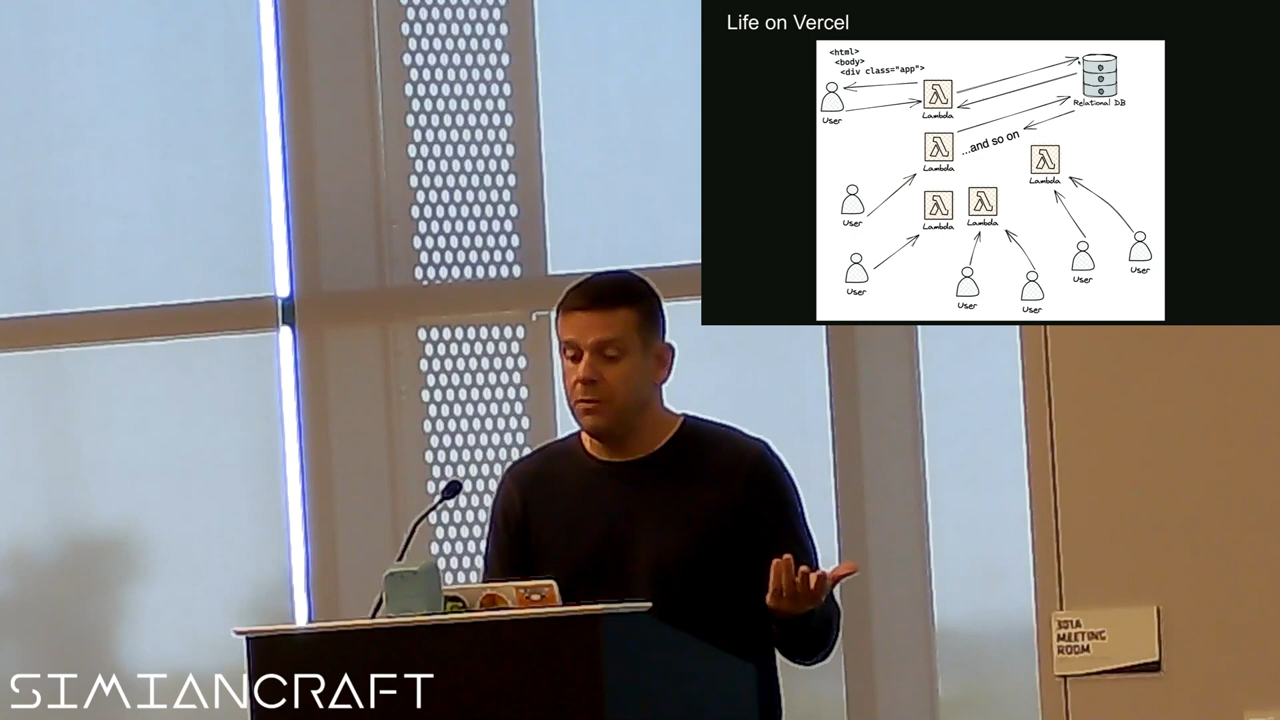 Life on Vercel
<html>
<body>
<div class="app">
User
Lambda
Relational DB
...and so on
Lambda
Lambda
User
Lambda
Lambda
User
User
User
User
User
301A
MEETING
ROOM
SIMIANCRAFT